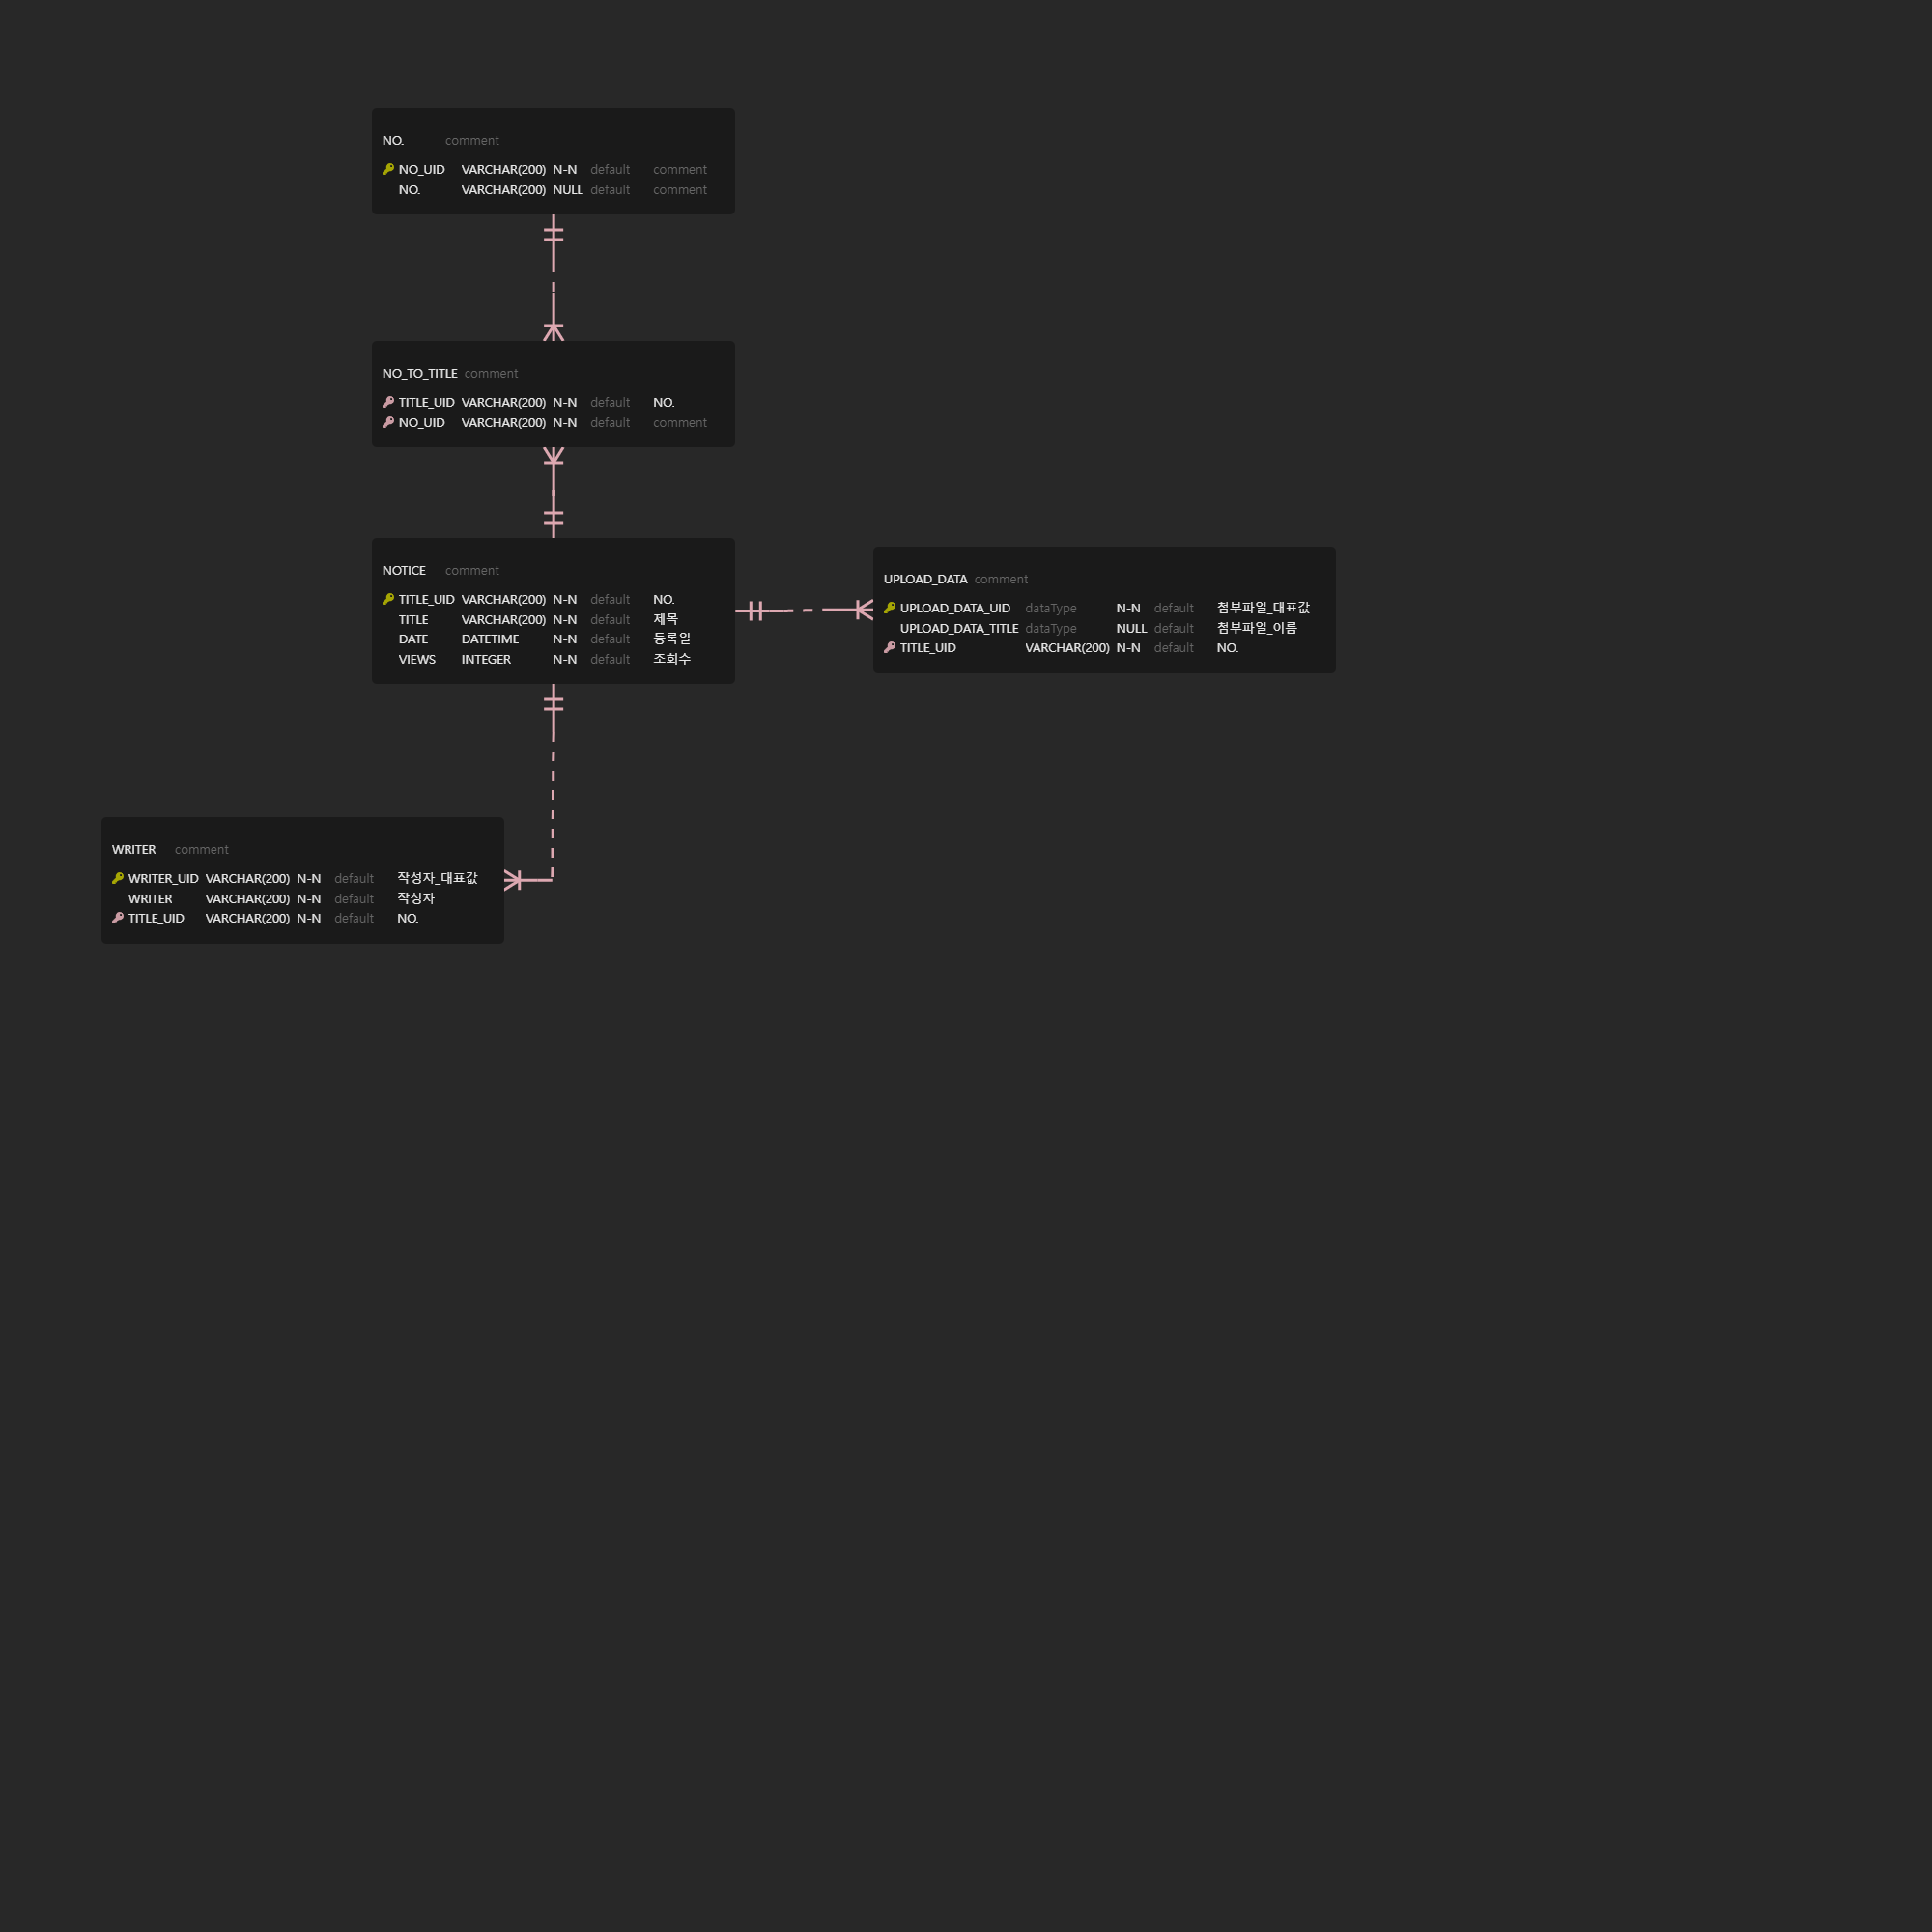 NO. comment
NO_UID VARCHAR(200) N-N default comment
NO. VARCHAR(200) NULL default comment
NO_TO_TITLE comment
TITLE_UID VARCHAR(200) N-N default NO.
NO_UID VARCHAR(200) N-N default comment
NOTICE comment
TITLE_UID VARCHAR(200) N-N default NO.
TITLE VARCHAR(200) N-N default 제목
DATE DATETIME N-N default 등록일
VIEWS INTEGER N-N default 조회수
UPLOAD_DATA comment
UPLOAD_DATA_UID dataType N-N default 첨부파일_대표값
UPLOAD_DATA_TITLE dataType NULL default 첨부파일_이름
TITLE_UID VARCHAR(200) N-N default NO.
WRITER comment
WRITER_UID VARCHAR(200) N-N default 작성자_대표값
WRITER VARCHAR(200) N-N default 작성자
TITLE_UID VARCHAR(200) N-N default NO.